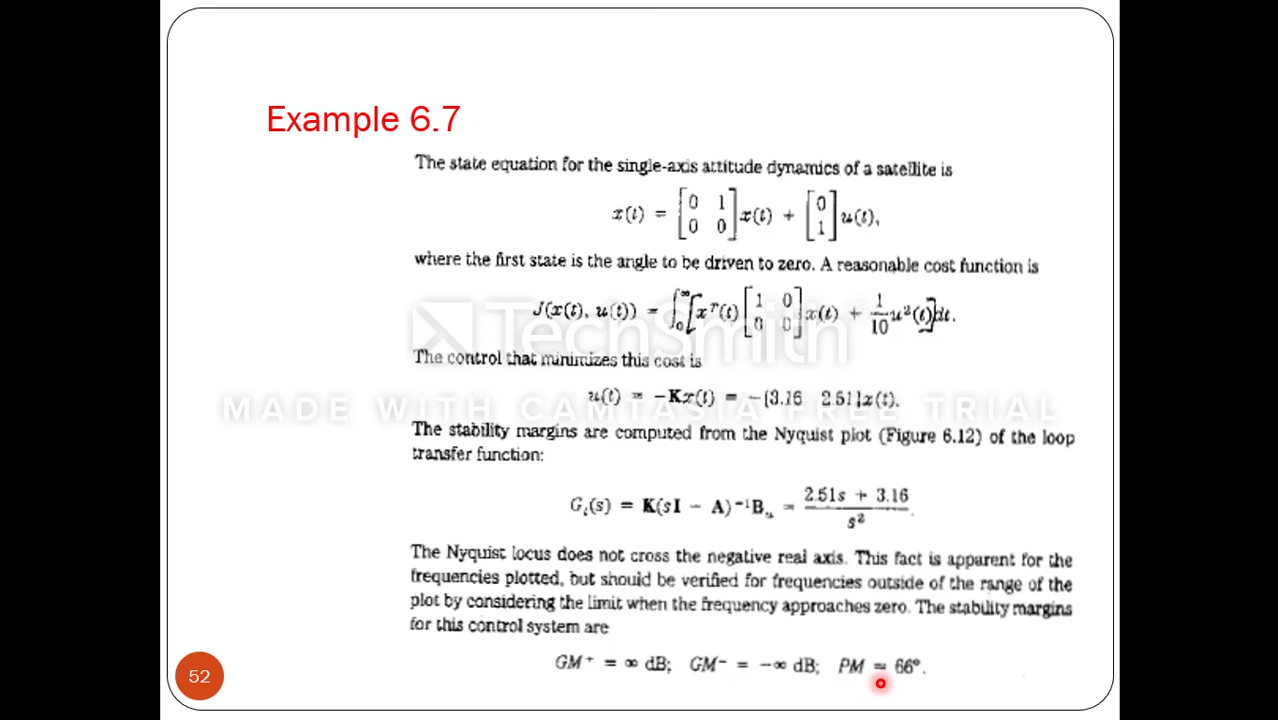 Example 6.7
The state equation for the single-axis attitude dynamics of a satellite is
x(t) = [0 1; 0 0] x(t) + [0; 1] u(t),
where the first state is the angle to be driven to zero. A reasonable cost function is
J(x(t), u(t)) = ∫₀^∞ [x^T(t) [1 0; 0 0] x(t) + 1/10 u²(t)] dt.
TechSmith
The control that minimizes this cost is
u(t) = −Kx(t) = −[3.16 2.51]x(t).
MADE WITH CAMTASIA FREE TRIAL
The stability margins are computed from the Nyquist plot (Figure 6.12) of the loop
transfer function:
G_L(s) = K(sI − A)⁻¹B_u = (2.51s + 3.16)/s².
The Nyquist locus does not cross the negative real axis. This fact is apparent for the
frequencies plotted, but should be verified for frequencies outside of the range of the
plot by considering the limit when the frequency approaches zero. The stability margins
for this control system are
GM⁺ = ∞ dB; GM⁻ = −∞ dB; PM = 66°.
52